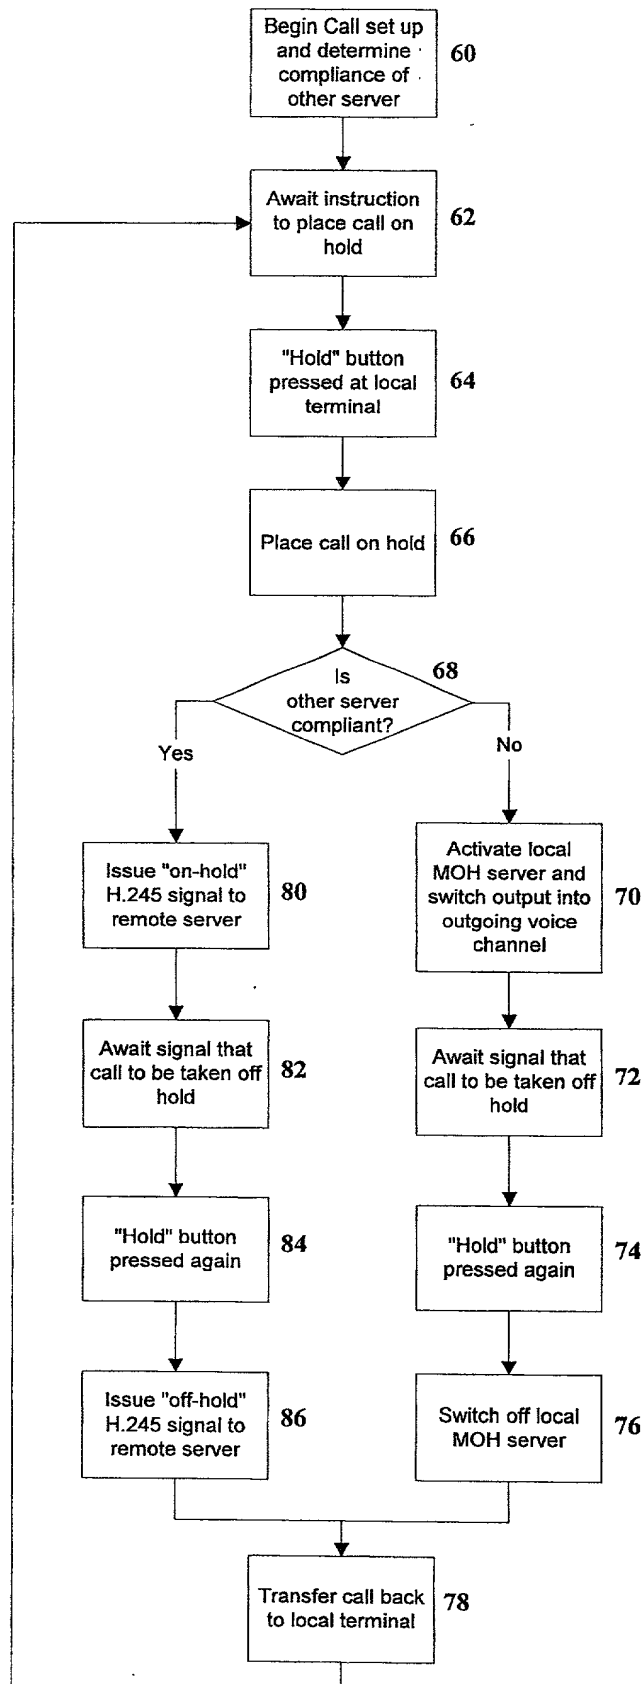 Begin Call set up
and determine
compliance of
other server
60
Await instruction
to place call on
hold
62
"Hold" button
pressed at local
terminal
64
Place call on hold
66
68
Is
other server
compliant?
Yes
No
Issue "on-hold"
H.245 signal to
remote server
80
Activate local
MOH server and
switch output into
outgoing voice
channel
70
Await signal that
call to be taken off
hold
82
Await signal that
call to be taken off
hold
72
"Hold" button
pressed again
84
"Hold" button
pressed again
74
Issue "off-hold"
H.245 signal to
remote server
86
Switch off local
MOH server
76
Transfer call back
to local terminal
78